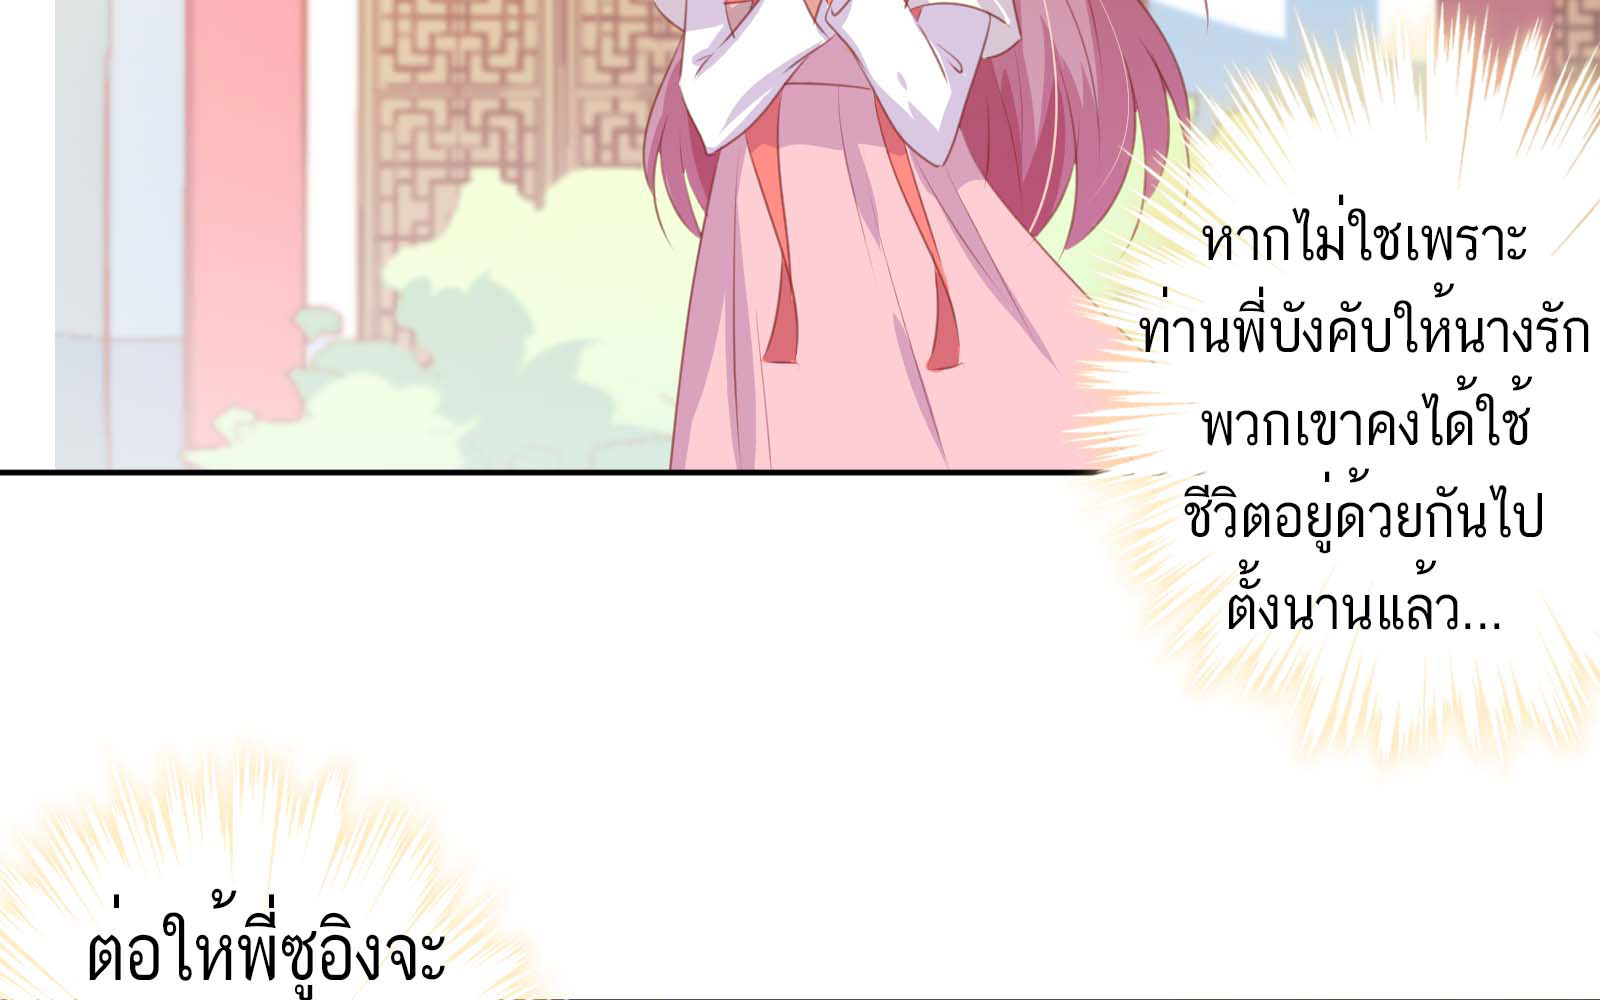 หากไม่ใชเพราะ
ท่านพี่บังคับให้นางรัก
พวกเขาคงได้ใช้
ชีวิตอยู่ด้วยกันไป
ตั้งนานแล้ว...
ต่อให้พี่ซูอิงจะ